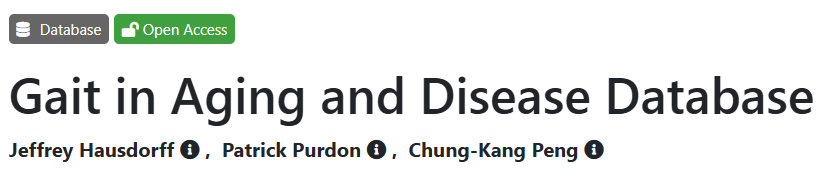 Database Open Access
Gait in Aging and Disease Database
Jeffrey Hausdorff , Patrick Purdon , Chung-Kang Peng